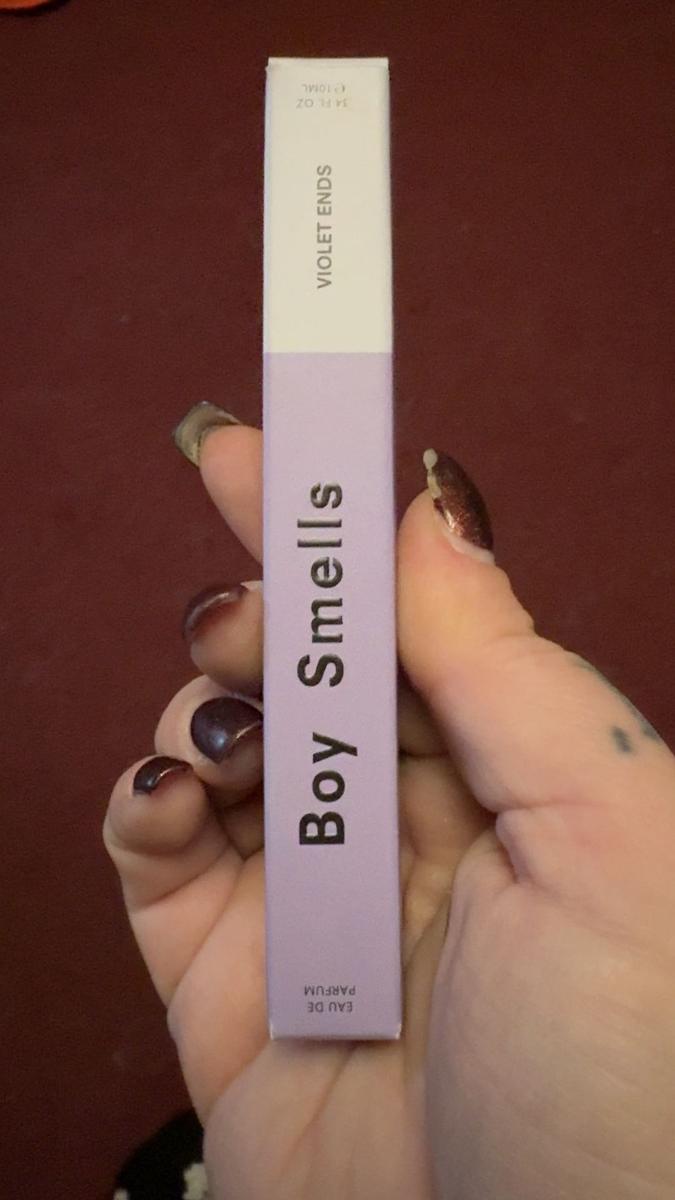 Boy Smells
VIOLET ENDS
EAU DE
PARFUM
.34 FL OZ
℮10ML